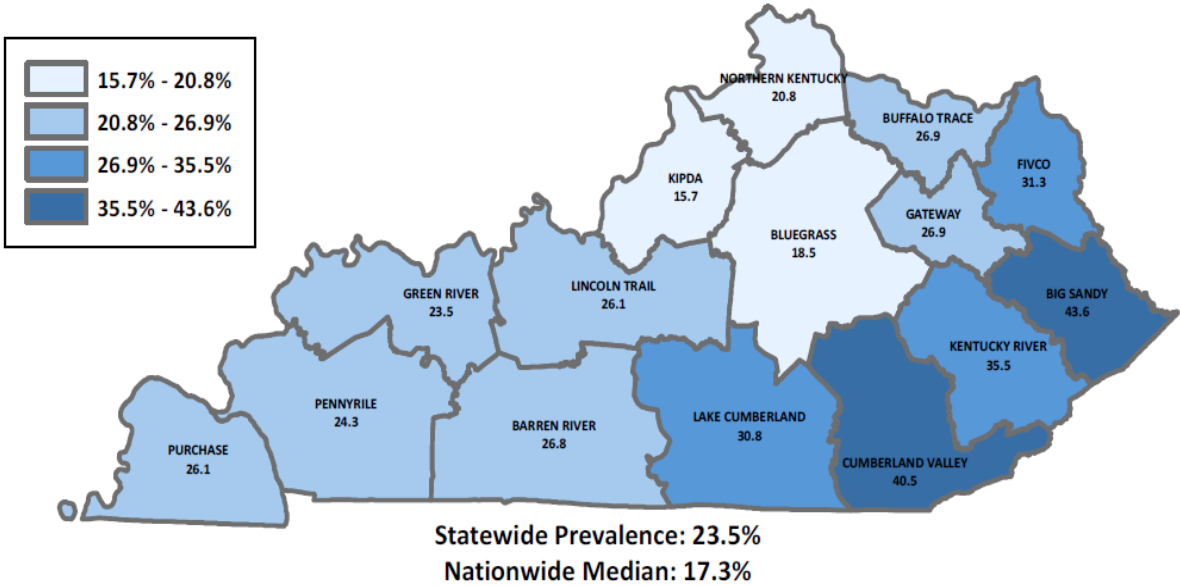 15.7% - 20.8%
20.8% - 26.9%
26.9% - 35.5%
35.5% - 43.6%
NORTHERN KENTUCKY
20.8
BUFFALO TRACE
26.9
FIVCO
31.3
KIPDA
15.7
GATEWAY
26.9
BLUEGRASS
18.5
LINCOLN TRAIL
26.1
GREEN RIVER
23.5
BIG SANDY
43.6
KENTUCKY RIVER
35.5
PENNYRILE
24.3
LAKE CUMBERLAND
30.8
BARREN RIVER
26.8
PURCHASE
26.1
CUMBERLAND VALLEY
40.5
Statewide Prevalence: 23.5%
Nationwide Median: 17.3%